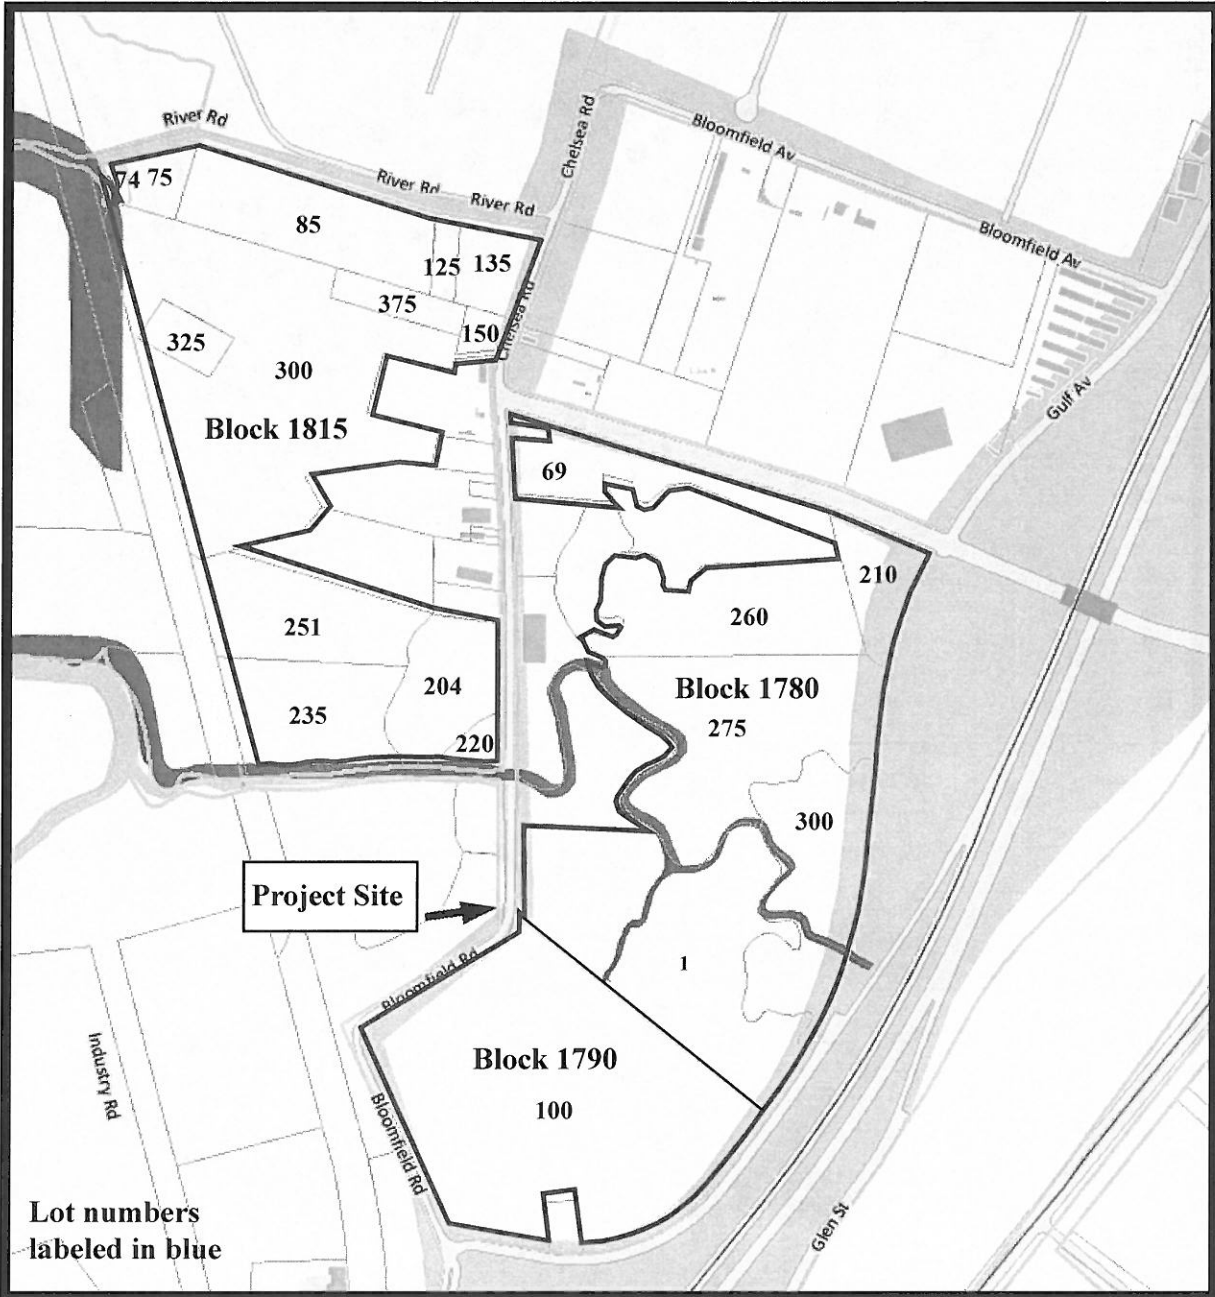 River Rd
Chelsea Rd
Bloomfield Av
74 75
River Rd
River Rd
85
Bloomfield Av
125 135
375
Chelsea Rd
150
325
300
Gulf Av
Block 1815
69
210
251
260
204
Block 1780
235
275
220
300
Project Site
1
Bloomfield Rd
Industry Rd
Block 1790
100
Bloomfield Rd
Lot numbers
labeled in blue
Glen St